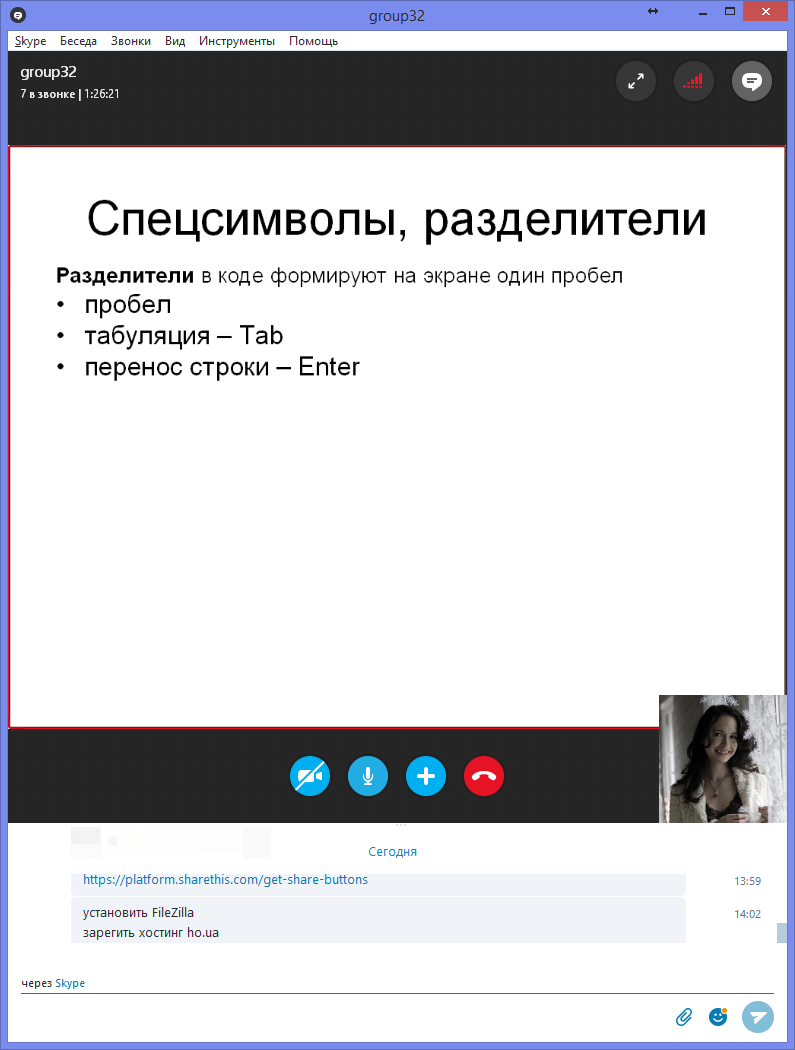 group32
Skype Беседа Звонки Вид Инструменты Помощь
group32
7 в звонке | 1:26:21
Спецсимволы, разделители
Разделители в коде формируют на экране один пробел
• пробел
• табуляция – Tab
• перенос строки – Enter
Сегодня
https://platform.sharethis.com/get-share-buttons 13:59
установить FileZilla 14:02
зарегить хостинг ho.ua
через Skype